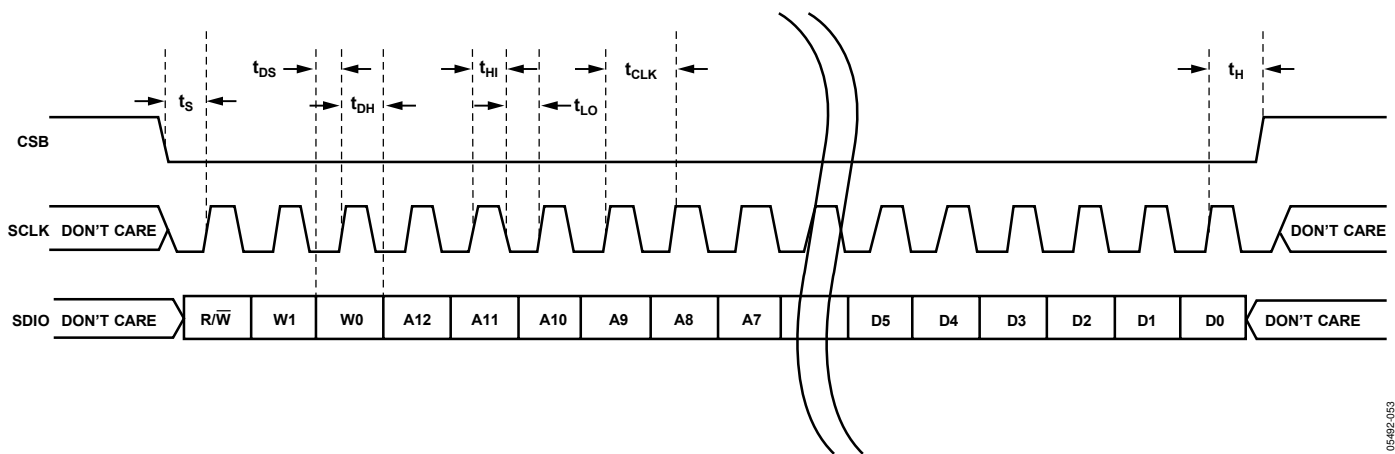 tDS
tHI
tCLK
tH
tS
tDH
tLO
CSB
SCLK DON'T CARE DON'T CARE
SDIO DON'T CARE R/W̅ W1 W0 A12 A11 A10 A9 A8 A7 D5 D4 D3 D2 D1 D0 DON'T CARE
05492-053